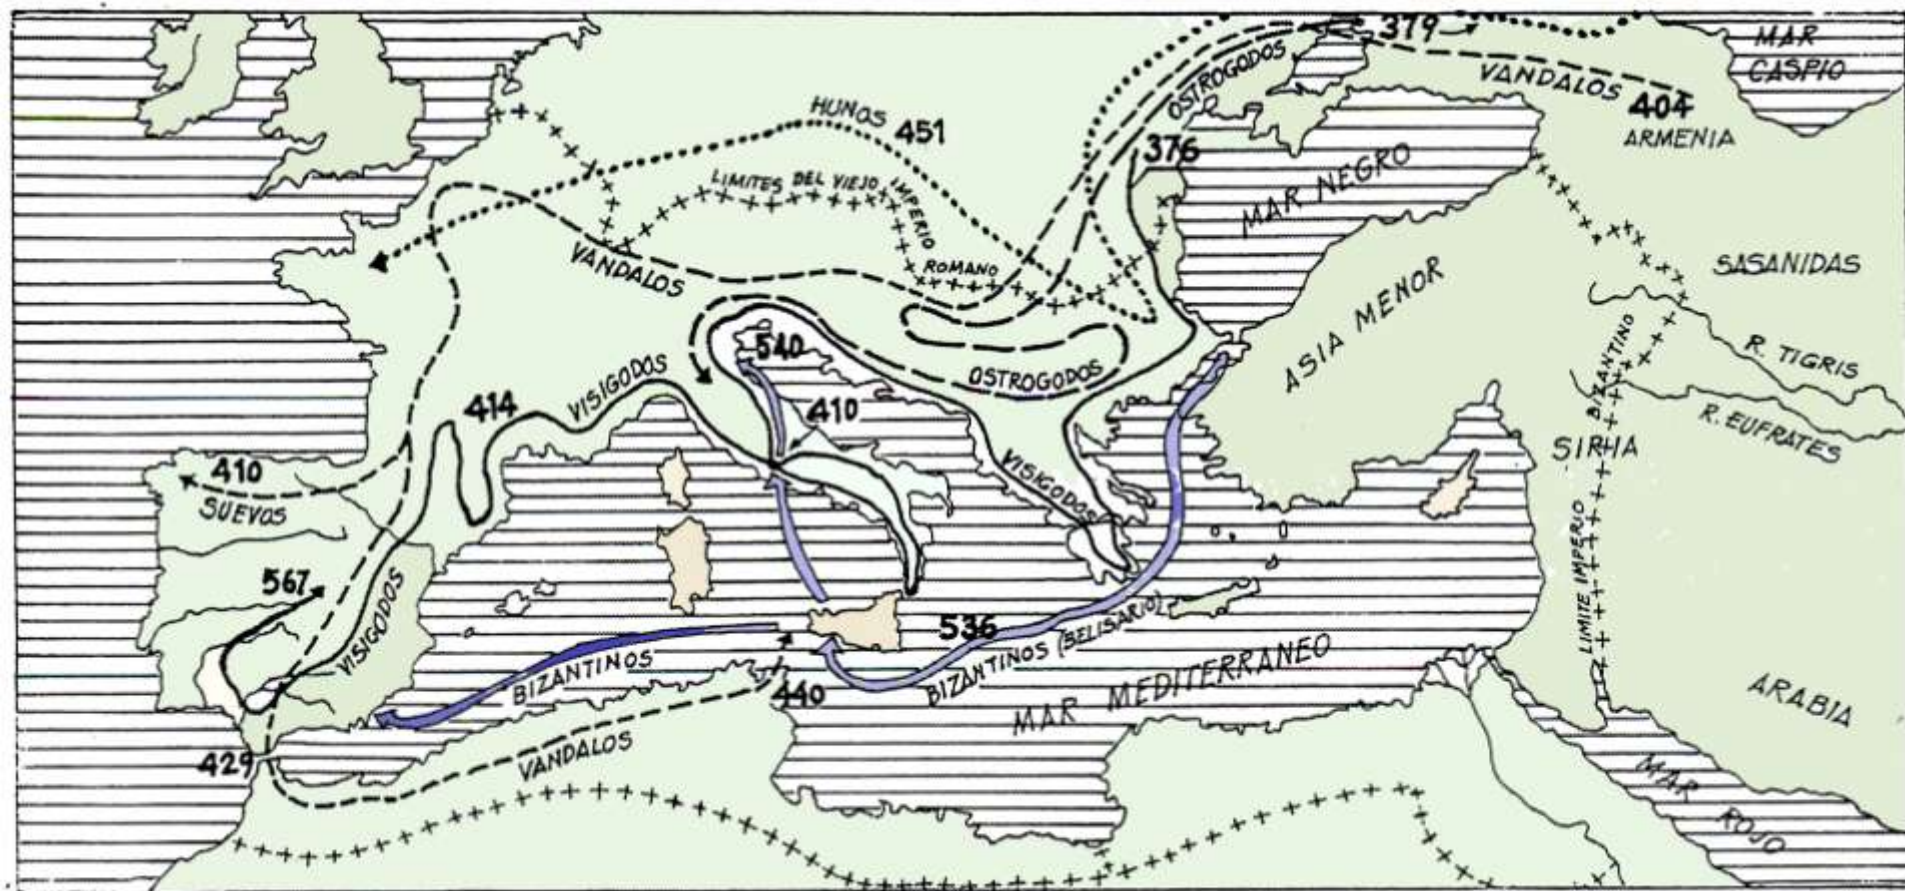 379
MAR
CASPIO
OSTROGODOS
VANDALOS
404
ARMENIA
HUNOS 451
376
MAR NEGRO
LIMITES DEL VIEJO IMPERIO
ROMANO
VANDALOS
SASANIDAS
ASIA MENOR
R. TIGRIS
R. EUFRATES
540
OSTROGODOS
VISIGODOS
414
410
LIMITE IMPERIO BIZANTINO
SIRIA
VISIGODOS
410
SUEVOS
567
VISIGODOS
536
BIZANTINOS (BELISARIO)
BIZANTINOS
440
MAR MEDITERRANEO
ARABIA
429
VANDALOS
MAR ROJO